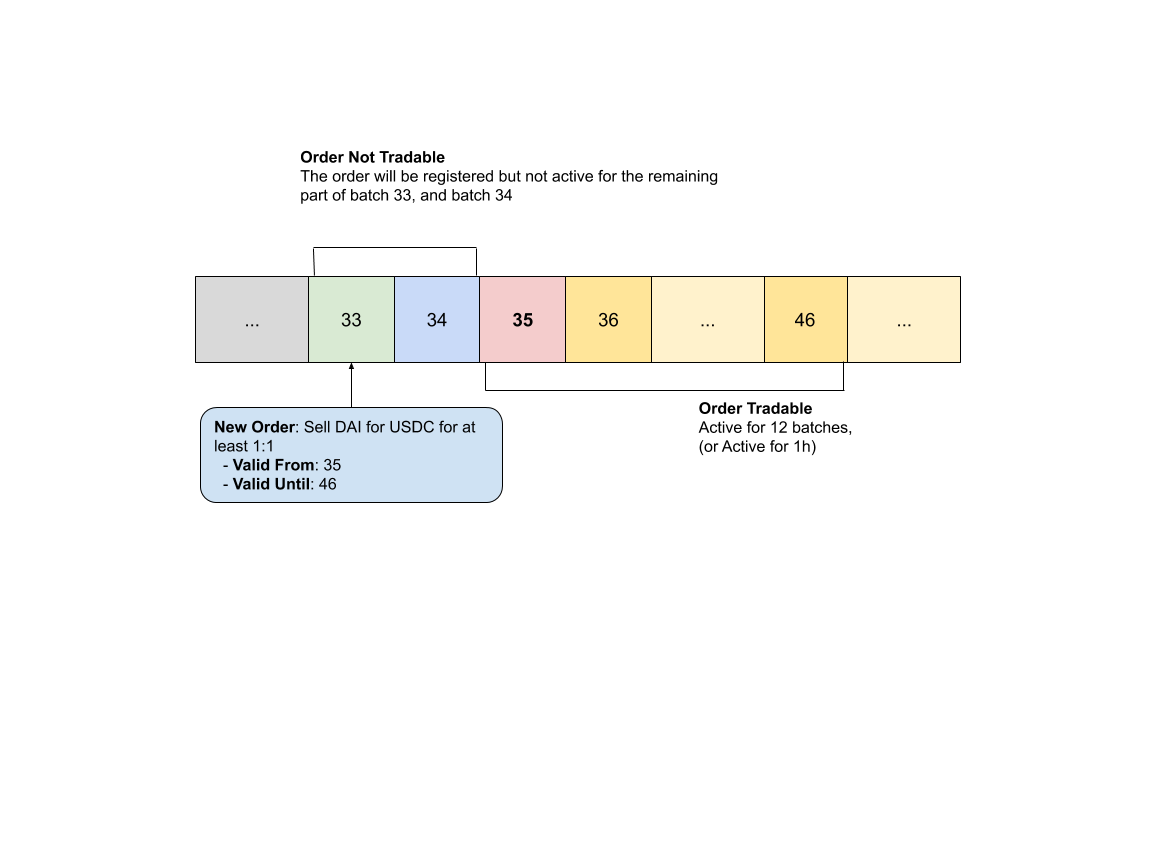 Order Not Tradable
The order will be registered but not active for the remaining
part of batch 33, and batch 34
...
33
34
35
36
...
46
...
New Order: Sell DAI for USDC for at
least 1:1
- Valid From: 35
- Valid Until: 46
Order Tradable
Active for 12 batches,
(or Active for 1h)